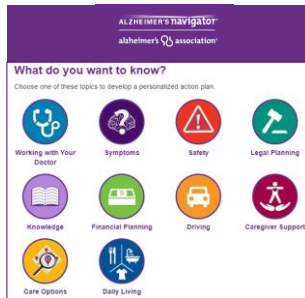 ALZHEIMER'S navigator
alzheimer's association®
What do you want to know?
Choose one of these topics to develop a personalized action plan.
Working with Your Doctor
Symptoms
Safety
Legal Planning
Knowledge
Financial Planning
Driving
Caregiver Support
Care Options
Daily Living